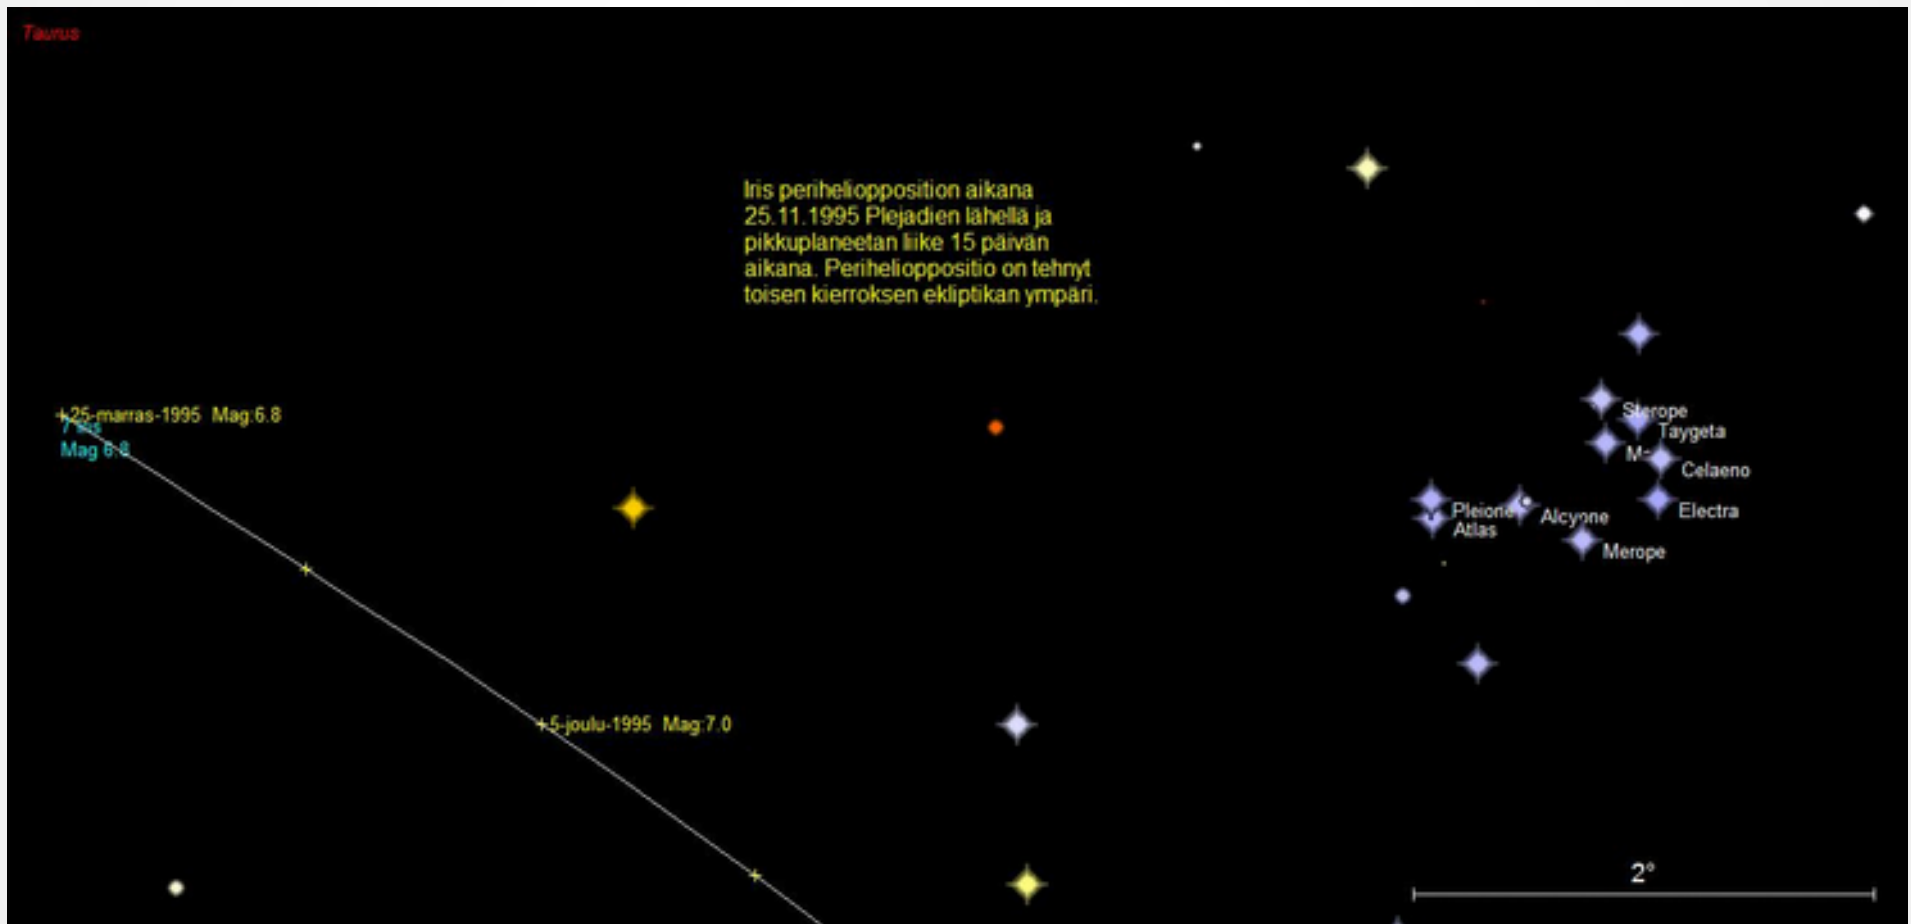 Taurus
Iris periheliopposition aikana
25.11.1995 Plejadien lähellä ja
pikkuplaneetan liike 15 päivän
aikana. Perihelioppositio on tehnyt
toisen kierroksen ekliptikan ympäri.
Sterope
25-marras-1995 Mag:6.8
7
Taygeta
Mag 6.8
Celaeno
Pleione
Electra
Alcyone
Atlas
Merope
5-joulu-1995 Mag:7.0
2°